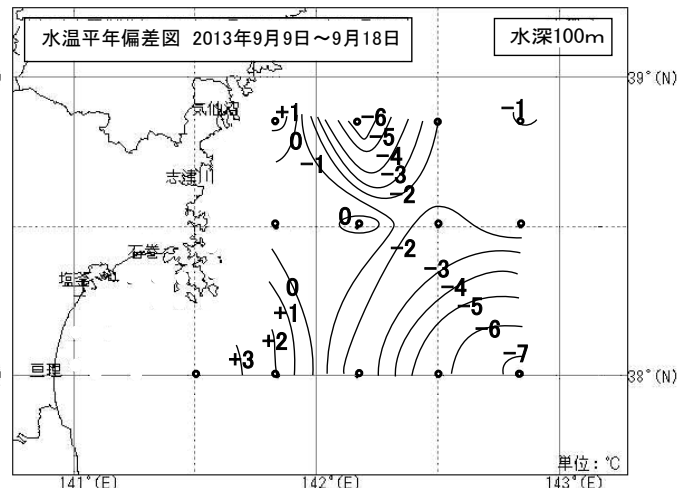 水温平年偏差図 2013年9月9日～9月18日
水深100m
39°(N)
気仙沼
+1
-6
-1
-5
0
-4
-1
-3
志津川
-2
0
石巻
-2
塩釜
-3
0
-4
+1
-5
-6
+2
+3
-7
亘理
38°(N)
単位：℃
141°(E)
142°(E)
143°(E)